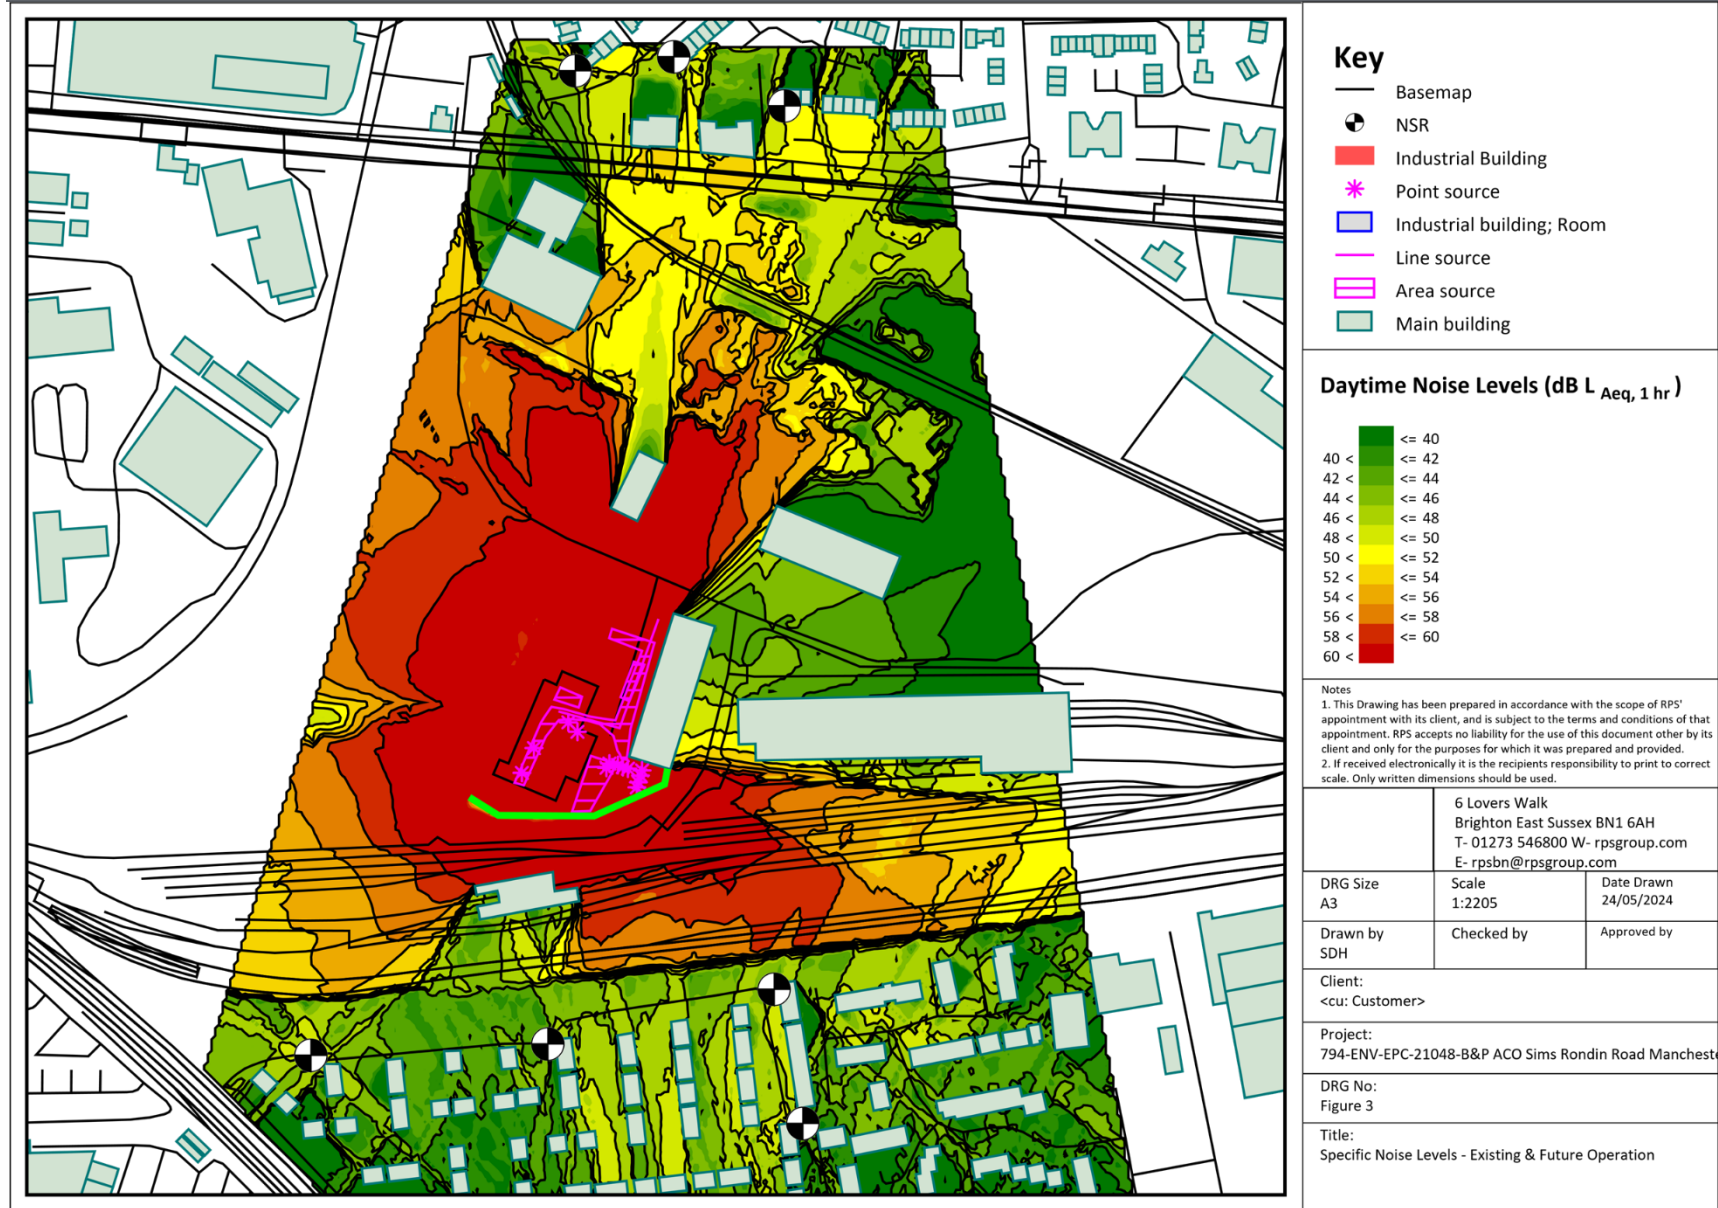 Key
Basemap
NSR
Industrial Building
Point source
Industrial building; Room
Line source
Area source
Main building
Daytime Noise Levels (dB L Aeq, 1 hr )
<= 40
40 < <= 42
42 < <= 44
44 < <= 46
46 < <= 48
48 < <= 50
50 < <= 52
52 < <= 54
54 < <= 56
56 < <= 58
58 < <= 60
60 <
Notes
1. This Drawing has been prepared in accordance with the scope of RPS'
appointment with its client, and is subject to the terms and conditions of that
appointment. RPS accepts no liability for the use of this document other by its
client and only for the purposes for which it was prepared and provided.
2. If received electronically it is the recipients responsibility to print to correct
scale. Only written dimensions should be used.
6 Lovers Walk
Brighton East Sussex BN1 6AH
T- 01273 546800 W- rpsgroup.com
E- rpsbn@rpsgroup.com
DRG Size
A3
Scale
1:2205
Date Drawn
24/05/2024
Drawn by
SDH
Checked by
Approved by
Client:
<cu: Customer>
Project:
794-ENV-EPC-21048-B&P ACO Sims Rondin Road Mancheste
DRG No:
Figure 3
Title:
Specific Noise Levels - Existing & Future Operation